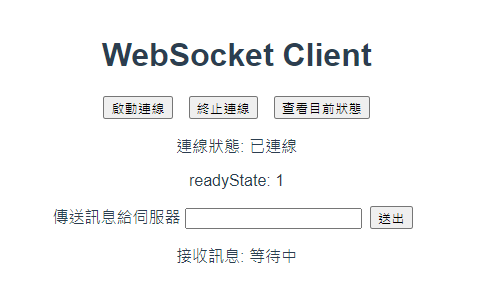 WebSocket Client
啟動連線 終止連線 查看目前狀態
連線狀態: 已連線
readyState: 1
傳送訊息給伺服器 送出
接收訊息: 等待中